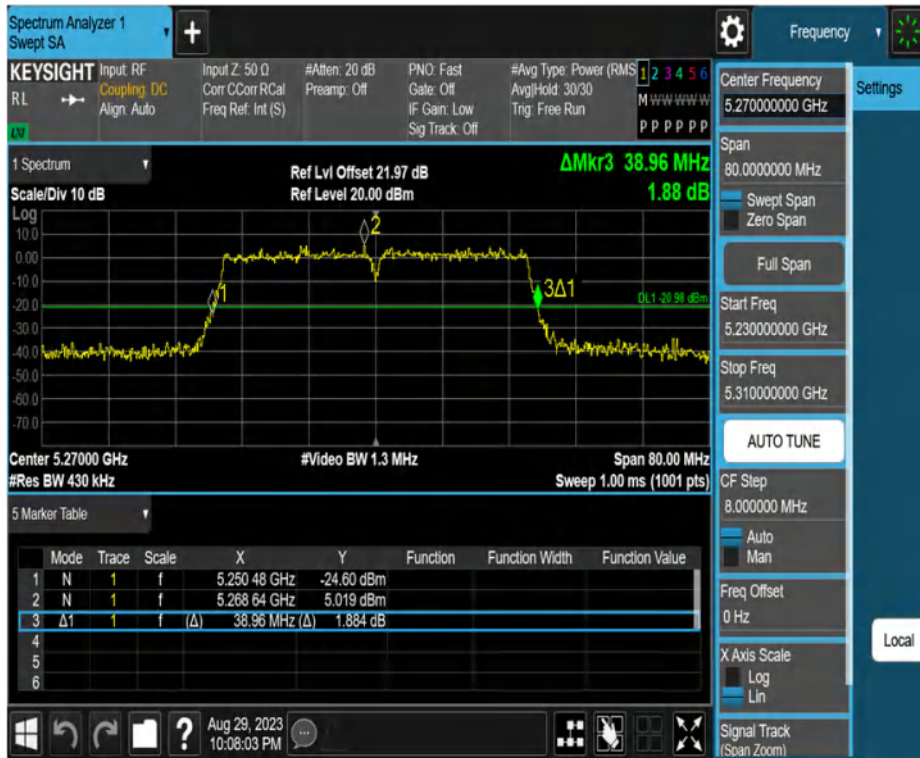 Spectrum Analyzer 1
Swept SA
+
Frequency
KEYSIGHT
RL
Input: RF
Coupling: DC
Align: Auto
Input Z: 50 Ω
Corr CCorr RCal
Freq Ref: Int (S)
#Atten: 20 dB
Preamp: Off
PNO: Fast
Gate: Off
IF Gain: Low
Sig Track: Off
#Avg Type: Power (RMS
Avg|Hold: 30/30
Trig: Free Run
1 2 3 4 5 6
M W W W W W
P P P P P P
LXI
Center Frequency
5.270000000 GHz
Settings
Span
80.0000000 MHz
Swept Span
Zero Span
Full Span
Start Freq
5.230000000 GHz
Stop Freq
5.310000000 GHz
AUTO TUNE
CF Step
8.000000 MHz
Auto
Man
Freq Offset
0 Hz
X Axis Scale
Log
Lin
Signal Track
(Span Zoom)
Local
1 Spectrum
Scale/Div 10 dB
Ref Lvl Offset 21.97 dB
Ref Level 20.00 dBm
ΔMkr3 38.96 MHz
1.88 dB
Log
10.0
0.00
-10.0
-20.0
-30.0
-40.0
-50.0
-60.0
-70.0
1
2
3Δ1
DL1 -20.98 dBm
Center 5.27000 GHz
#Video BW 1.3 MHz
Span 80.00 MHz
#Res BW 430 kHz
Sweep 1.00 ms (1001 pts)
5 Marker Table
Mode Trace Scale X Y Function Function Width Function Value
1 N 1 f 5.250 48 GHz -24.60 dBm
2 N 1 f 5.268 64 GHz 5.019 dBm
3 Δ1 1 f (Δ) 38.96 MHz (Δ) 1.884 dB
4
5
6
?
Aug 29, 2023
10:08:03 PM